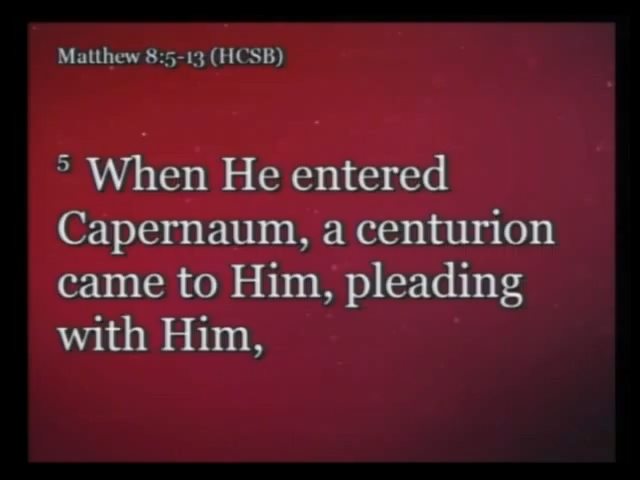 Matthew 8:5-13 (HCSB)
5 When He entered
Capernaum, a centurion
came to Him, pleading
with Him,